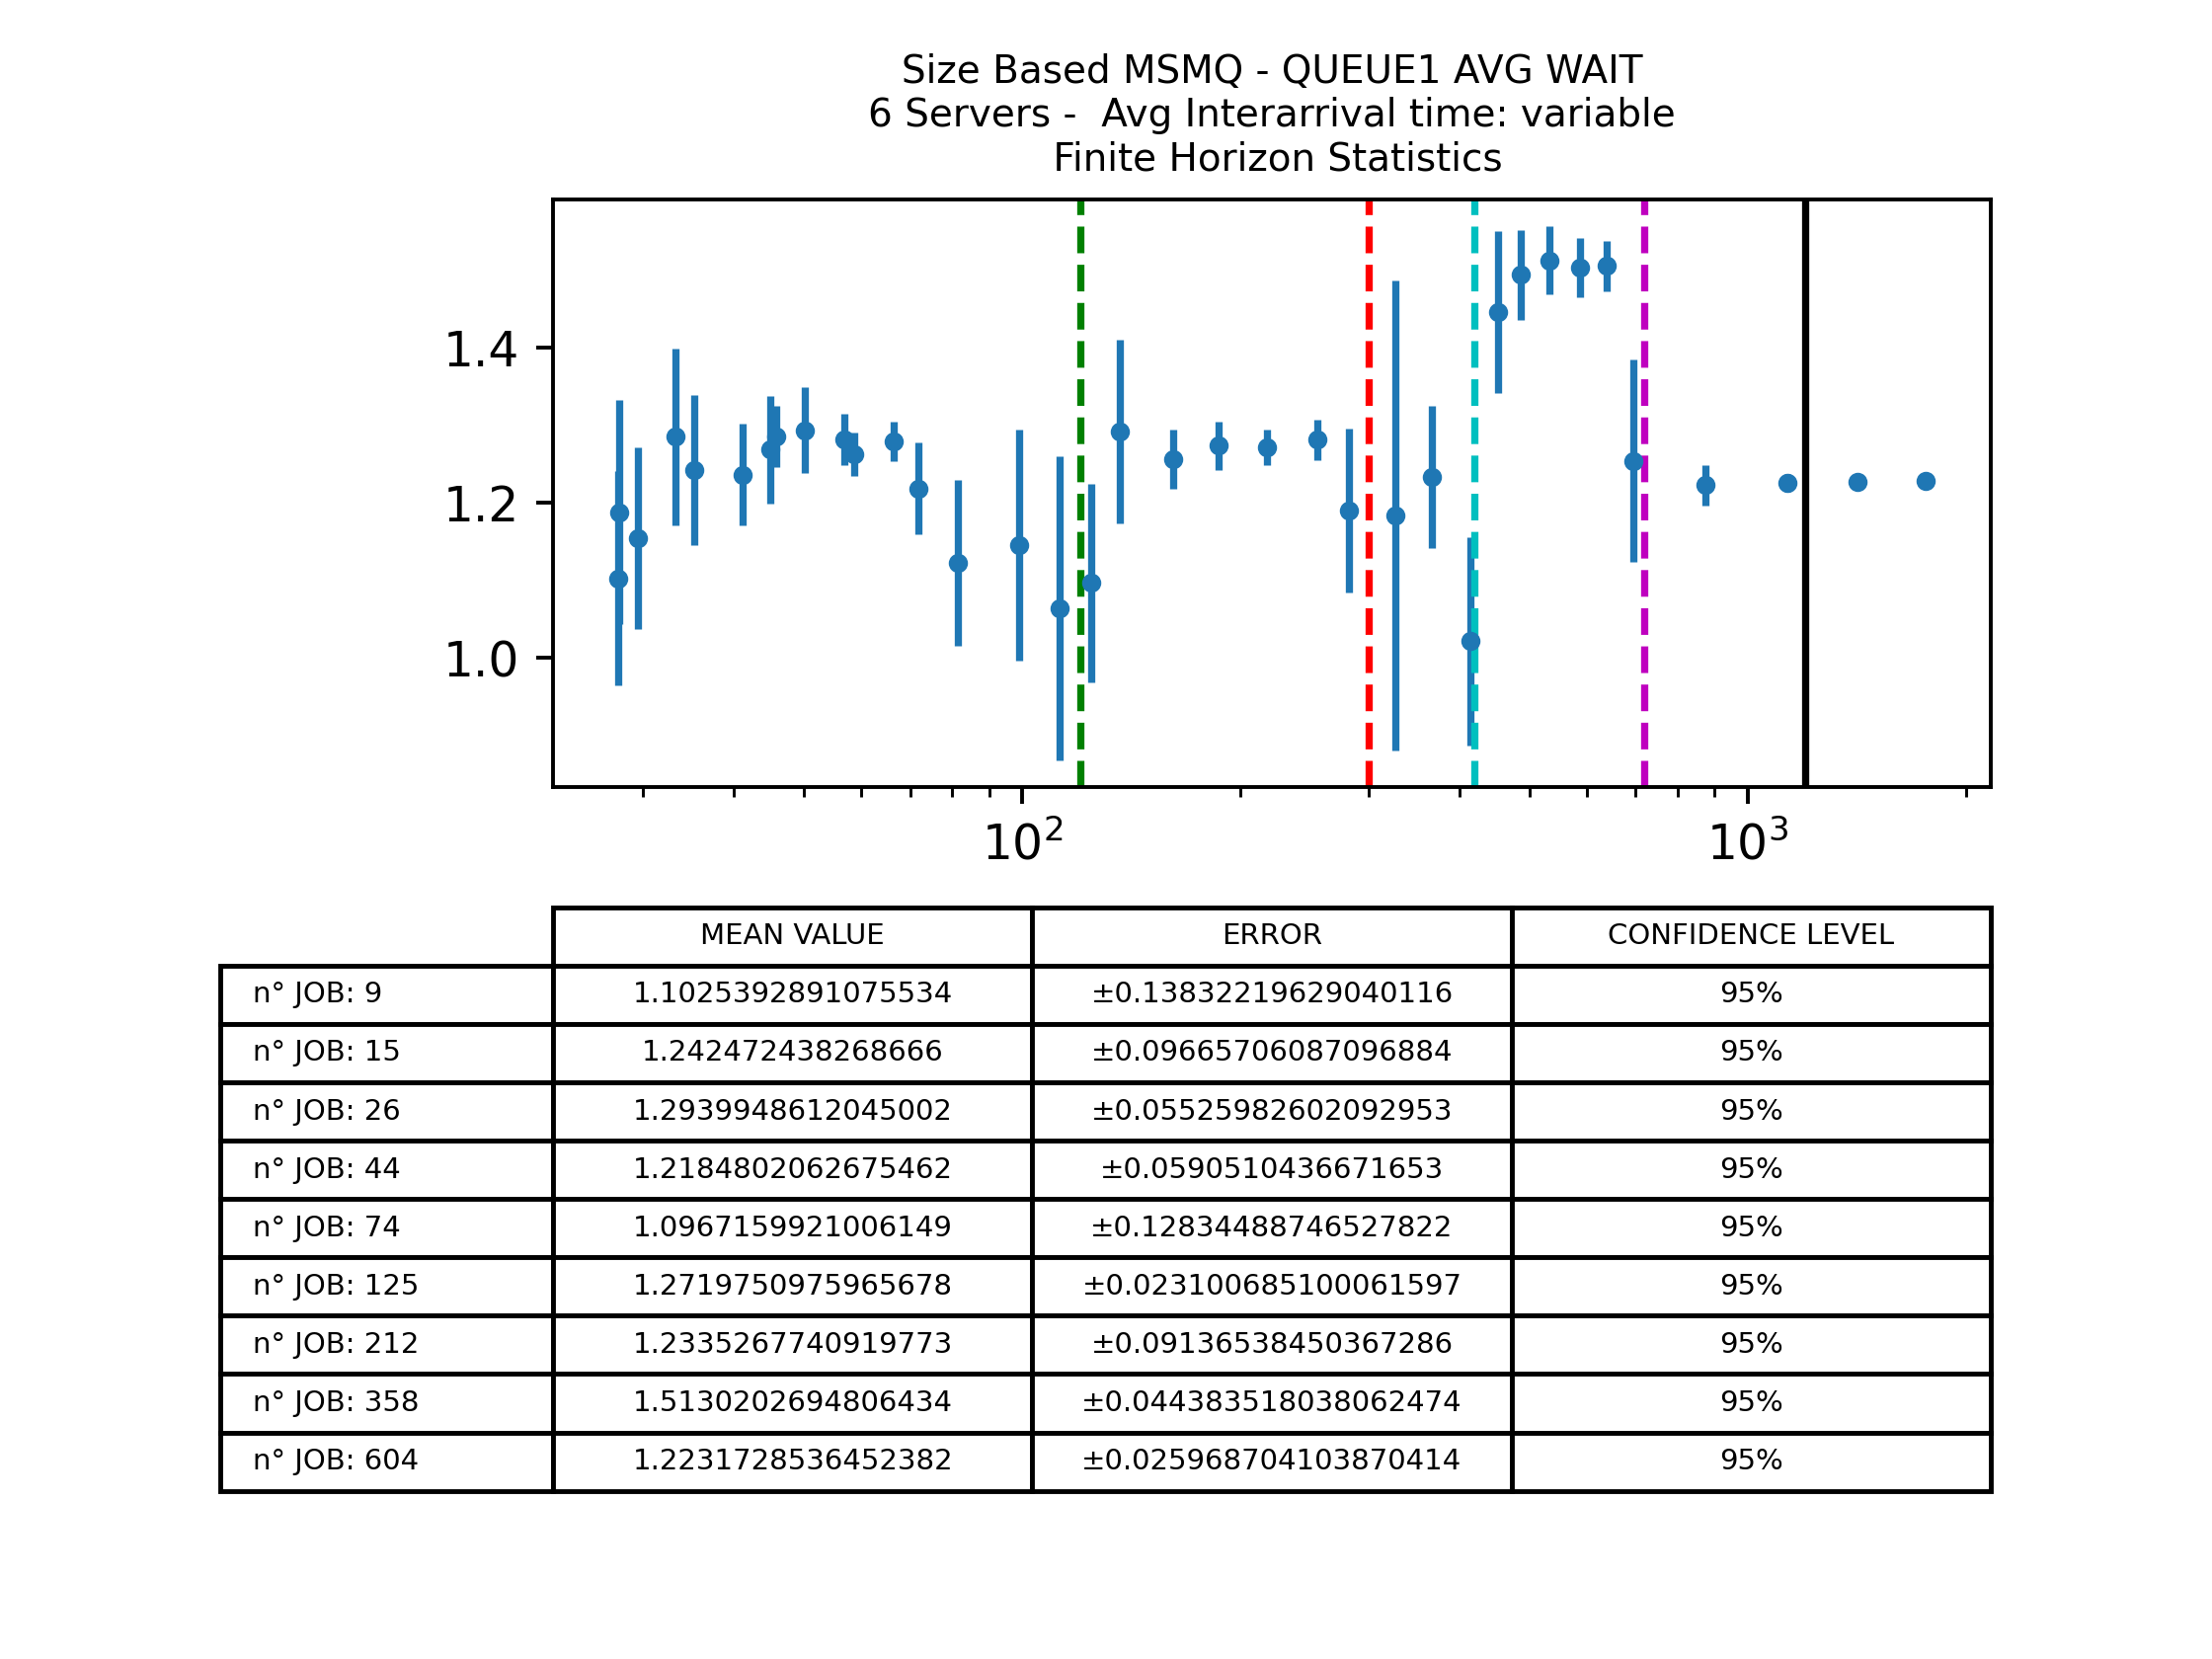 Size Based MSMQ - QUEUE1 AVG WAIT
6 Servers -  Avg Interarrival time: variable
Finite Horizon Statistics
1.4
1.2
1.0
10²
10³
MEAN VALUE ERROR CONFIDENCE LEVEL
n° JOB: 9 1.1025392891075534 ±0.13832219629040116 95%
n° JOB: 15 1.242472438268666 ±0.09665706087096884 95%
n° JOB: 26 1.2939948612045002 ±0.05525982602092953 95%
n° JOB: 44 1.2184802062675462 ±0.0590510436671653 95%
n° JOB: 74 1.0967159921006149 ±0.12834488746527822 95%
n° JOB: 125 1.2719750975965678 ±0.023100685100061597 95%
n° JOB: 212 1.2335267740919773 ±0.09136538450367286 95%
n° JOB: 358 1.5130202694806434 ±0.044383518038062474 95%
n° JOB: 604 1.2231728536452382 ±0.025968704103870414 95%